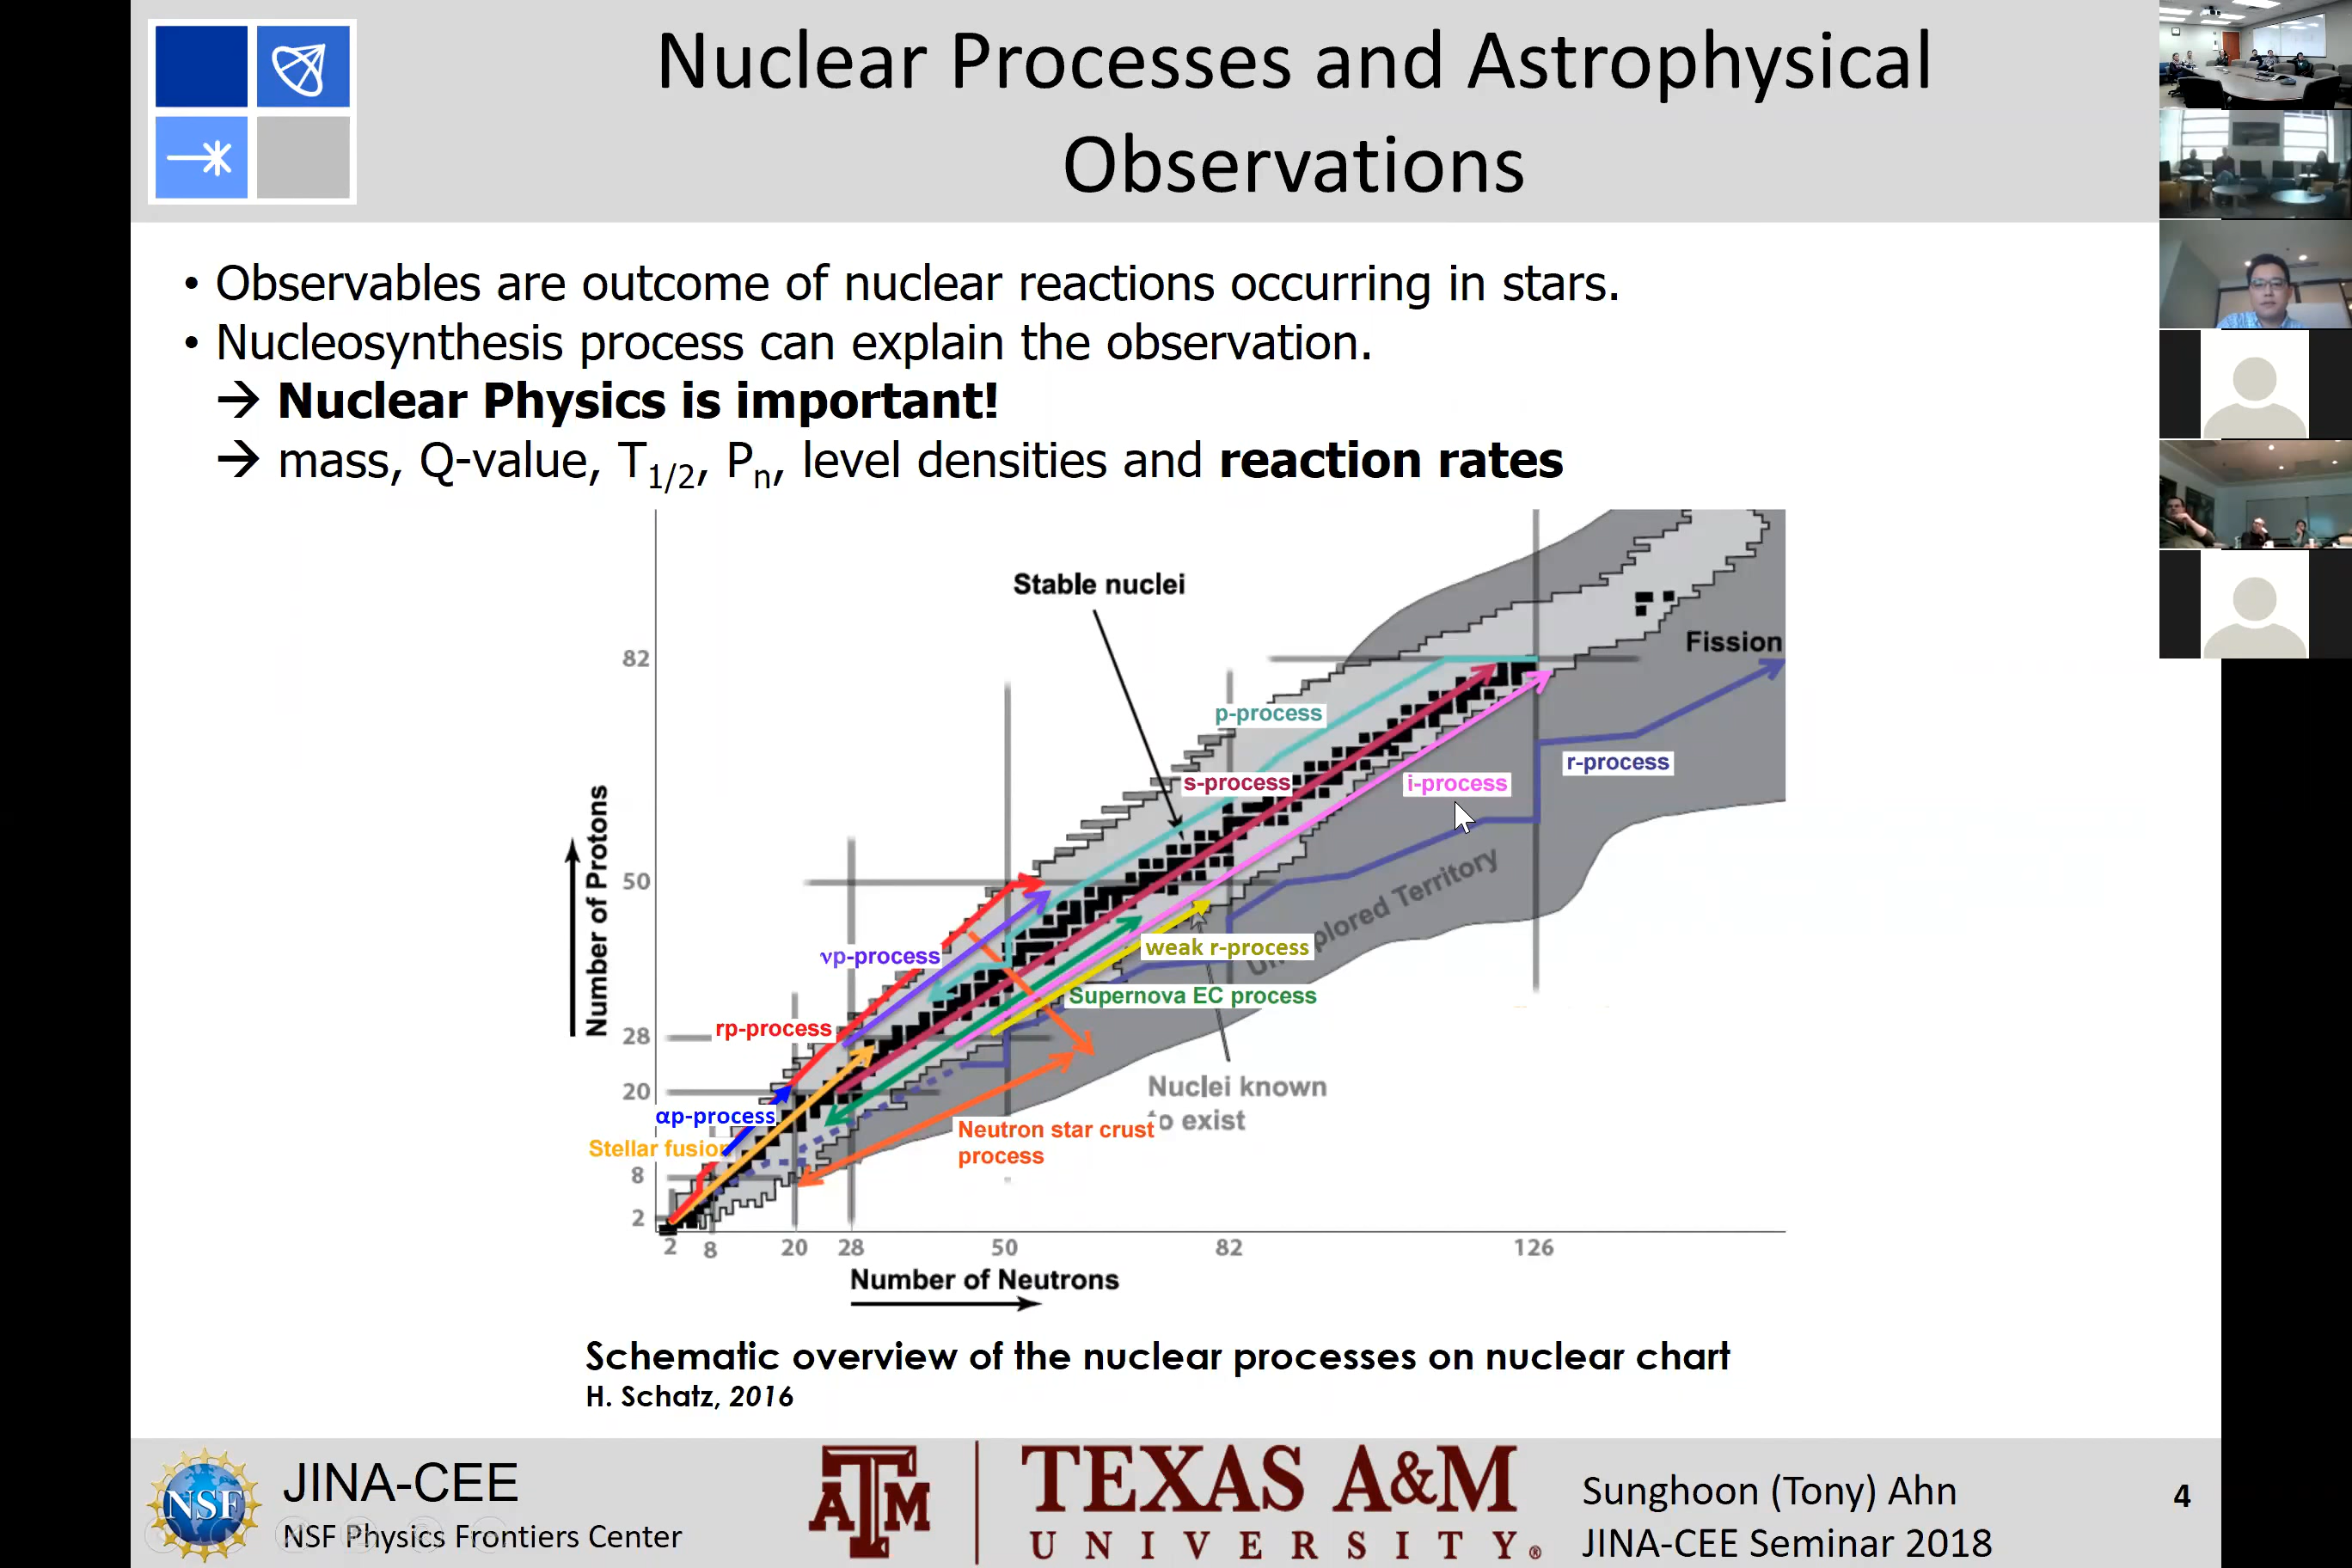 Nuclear Processes and Astrophysical
Observations
• Observables are outcome of nuclear reactions occurring in stars.
• Nucleosynthesis process can explain the observation.
→ Nuclear Physics is important!
→ mass, Q-value, T1/2, Pn, level densities and reaction rates
Stable nuclei
Fission
82
p-process
r-process
s-process
i-process
50
plored Territory
weak r-process
νp-process
Supernova EC process
rp-process
28
Nuclei known
to exist
20
αp-process
Neutron star crust
process
Stellar fusion
8
2
Number of Protons
2
8
20
28
50
82
126
Number of Neutrons
Schematic overview of the nuclear processes on nuclear chart
H. Schatz, 2016
NSF
JINA-CEE
NSF Physics Frontiers Center
ATM
TEXAS A&M
UNIVERSITY®
Sunghoon (Tony) Ahn
JINA-CEE Seminar 2018
4